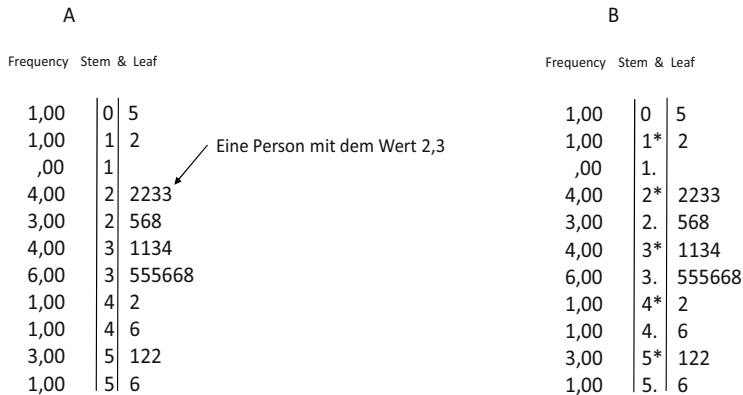 A
Frequency Stem & Leaf
1,00 0 5
1,00 1 2
,00 1
4,00 2 2233
3,00 2 568
4,00 3 1134
6,00 3 555668
1,00 4 2
1,00 4 6
3,00 5 122
1,00 5 6
Eine Person mit dem Wert 2,3
B
Frequency Stem & Leaf
1,00 0 5
1,00 1* 2
,00 1.
4,00 2* 2233
3,00 2. 568
4,00 3* 1134
6,00 3. 555668
1,00 4* 2
1,00 4. 6
3,00 5* 122
1,00 5. 6